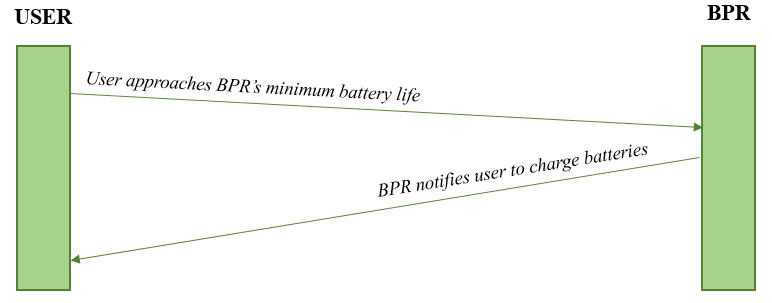 USER
BPR
User approaches BPR's minimum battery life
BPR notifies user to charge batteries